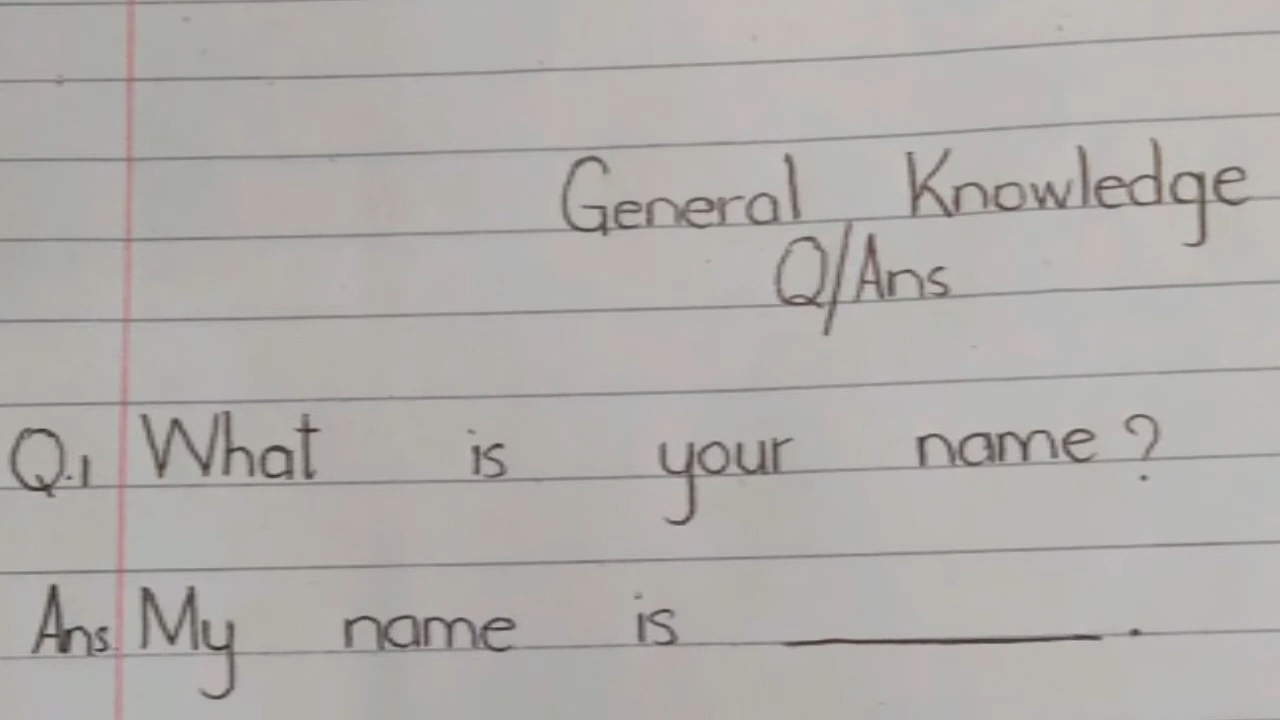 General Knowledge
Q/Ans
Q.1 What is your name?
Ans. My name is ________.